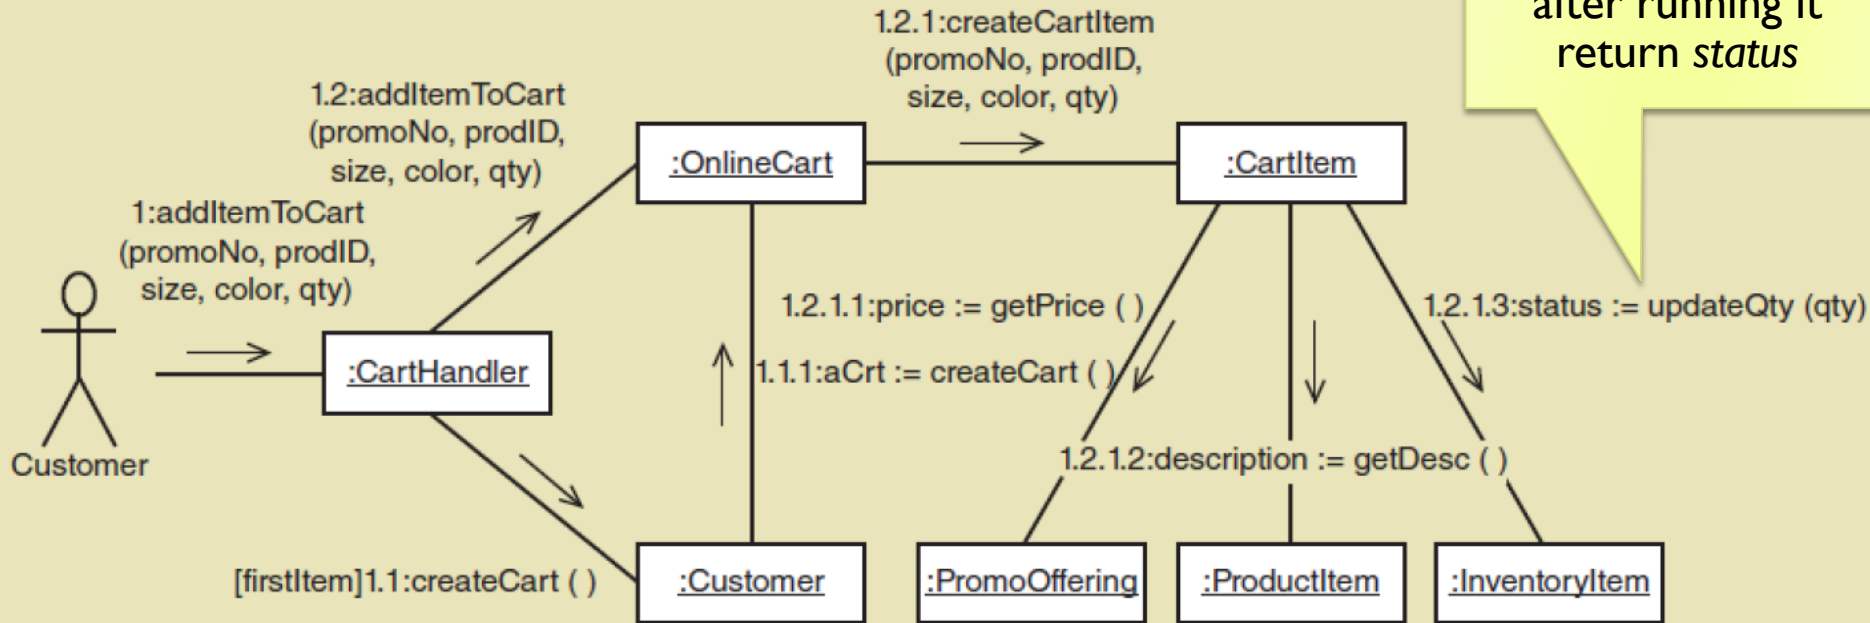 after running it
return status
1.2.1:createCartItem
(promoNo, prodID,
size, color, qty)
1.2:addItemToCart
(promoNo, prodID,
size, color, qty)
:OnlineCart
:CartItem
1:addItemToCart
(promoNo, prodID,
size, color, qty)
1.2.1.1:price := getPrice ( )
1.2.1.3:status := updateQty (qty)
:CartHandler
1.1.1:aCrt := createCart ( )
Customer
1.2.1.2:description := getDesc ( )
[firstItem]1.1:createCart ( )
:Customer
:PromoOffering
:ProductItem
:InventoryItem